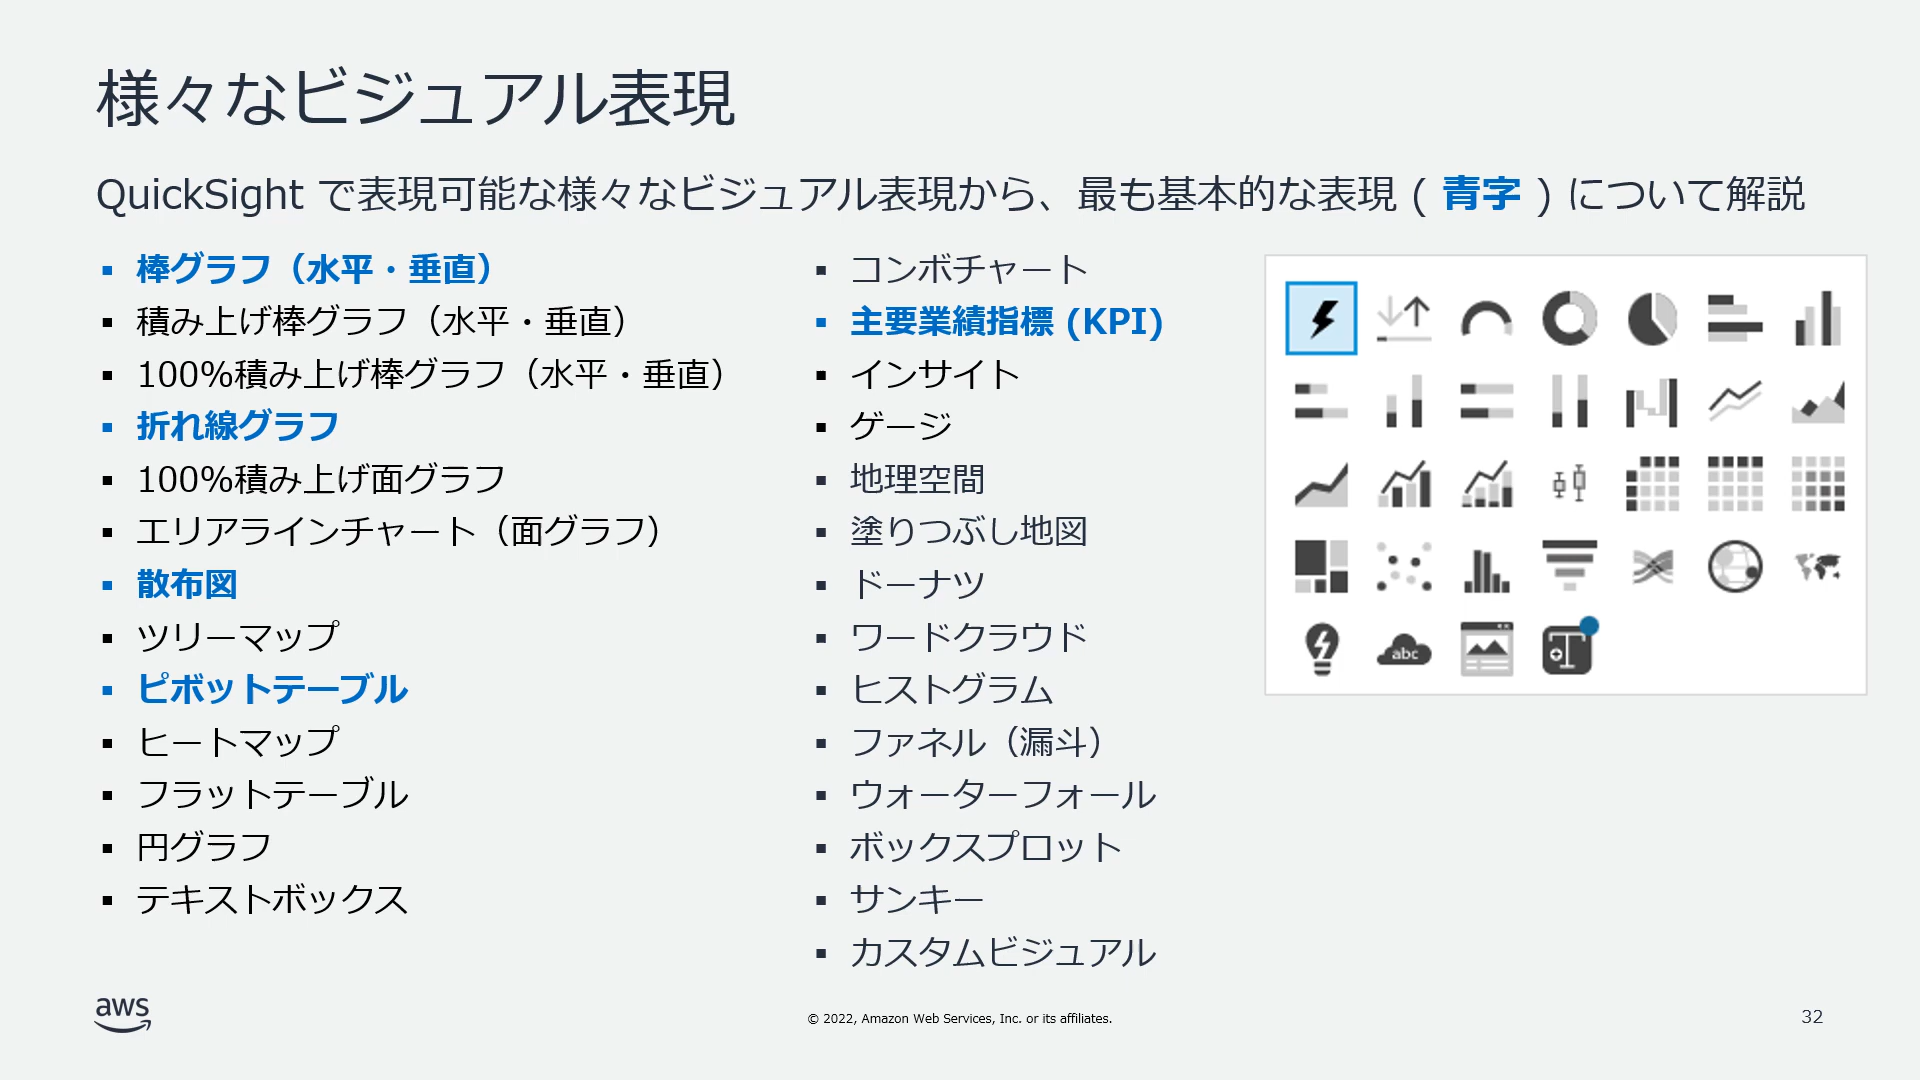 様々なビジュアル表現
QuickSight で表現可能な様々なビジュアル表現から、最も基本的な表現 ( 青字 ) について解説
▪ 棒グラフ（水平・垂直）
▪ 積み上げ棒グラフ（水平・垂直）
▪ 100%積み上げ棒グラフ（水平・垂直）
▪ 折れ線グラフ
▪ 100%積み上げ面グラフ
▪ エリアラインチャート（面グラフ）
▪ 散布図
▪ ツリーマップ
▪ ピボットテーブル
▪ ヒートマップ
▪ フラットテーブル
▪ 円グラフ
▪ テキストボックス
▪ コンボチャート
▪ 主要業績指標 (KPI)
▪ インサイト
▪ ゲージ
▪ 地理空間
▪ 塗りつぶし地図
▪ ドーナツ
▪ ワードクラウド
▪ ヒストグラム
▪ ファネル（漏斗）
▪ ウォーターフォール
▪ ボックスプロット
▪ サンキー
▪ カスタムビジュアル
abc
aws
© 2022, Amazon Web Services, Inc. or its affiliates.
32